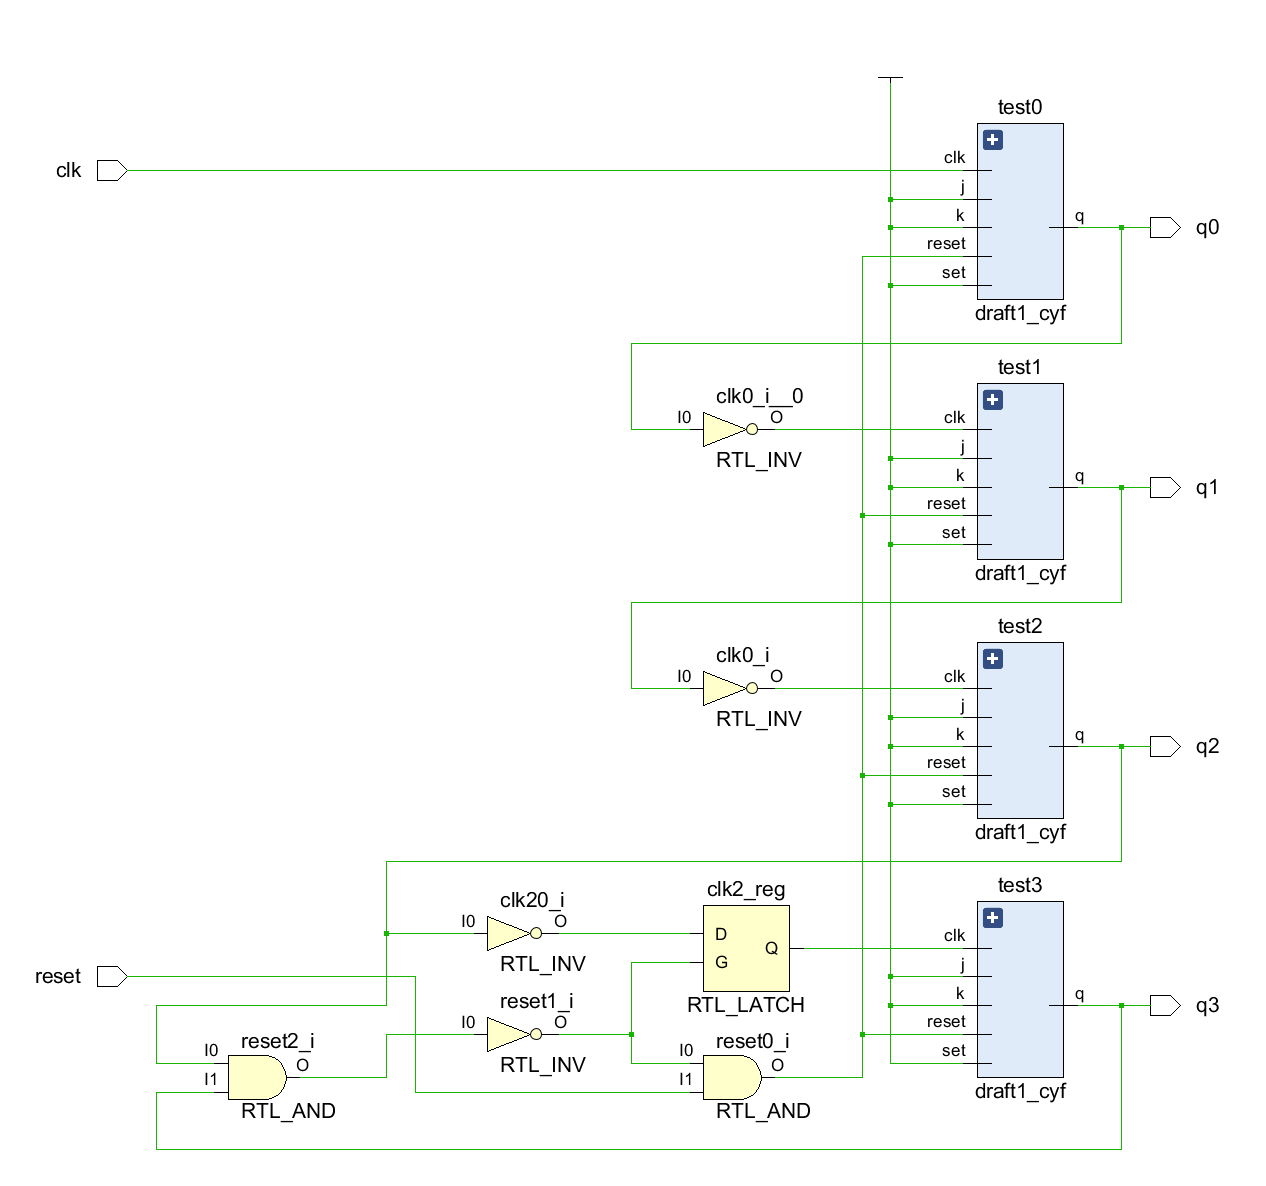 test0
clk
clk
j
k
reset
set
q
q0
draft1_cyf
test1
clk0_i__0
I0
O
RTL_INV
clk
j
k
reset
set
q
q1
draft1_cyf
test2
clk0_i
I0
O
RTL_INV
clk
j
k
reset
set
q
q2
draft1_cyf
test3
clk2_reg
D
G
Q
RTL_LATCH
clk20_i
I0
O
RTL_INV
clk
j
k
reset
set
q
q3
draft1_cyf
reset
reset1_i
I0
O
RTL_INV
reset2_i
I0
I1
O
RTL_AND
reset0_i
I0
I1
O
RTL_AND